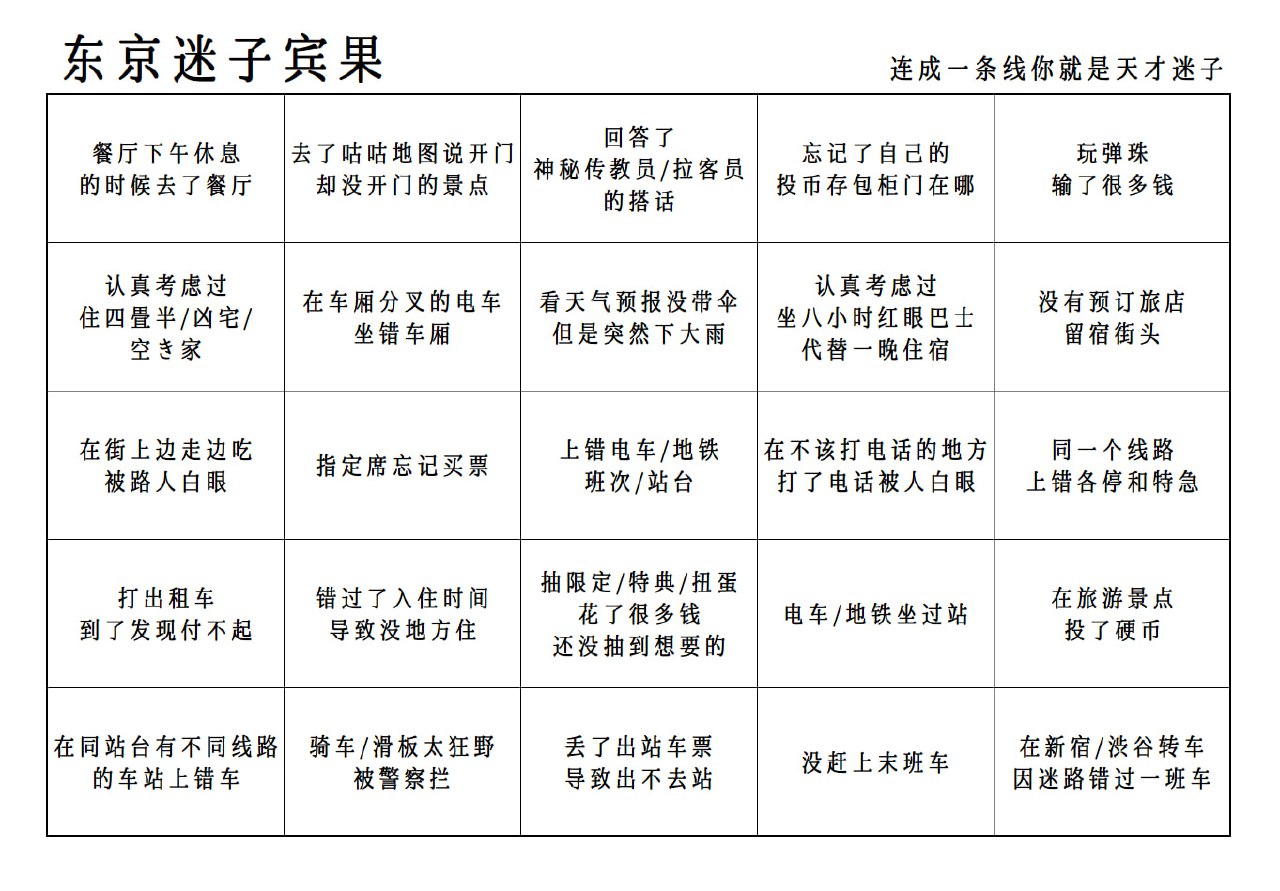 东京迷子宾果
连成一条线你就是天才迷子
餐厅下午休息
的时候去了餐厅
去了咕咕地图说开门
却没开门的景点
回答了
神秘传教员/拉客员
的搭话
忘记了自己的
投币存包柜门在哪
玩弹珠
输了很多钱
认真考虑过
住四畳半/凶宅/
空き家
在车厢分叉的电车
坐错车厢
看天气预报没带伞
但是突然下大雨
认真考虑过
坐八小时红眼巴士
代替一晚住宿
没有预订旅店
留宿街头
在街上边走边吃
被路人白眼
指定席忘记买票
上错电车/地铁
班次/站台
在不该打电话的地方
打了电话被人白眼
同一个线路
上错各停和特急
打出租车
到了发现付不起
错过了入住时间
导致没地方住
抽限定/特典/扭蛋
花了很多钱
还没抽到想要的
电车/地铁坐过站
在旅游景点
投了硬币
在同站台有不同线路
的车站上错车
骑车/滑板太狂野
被警察拦
丢了出站车票
导致出不去站
没赶上末班车
在新宿/涉谷转车
因迷路错过一班车